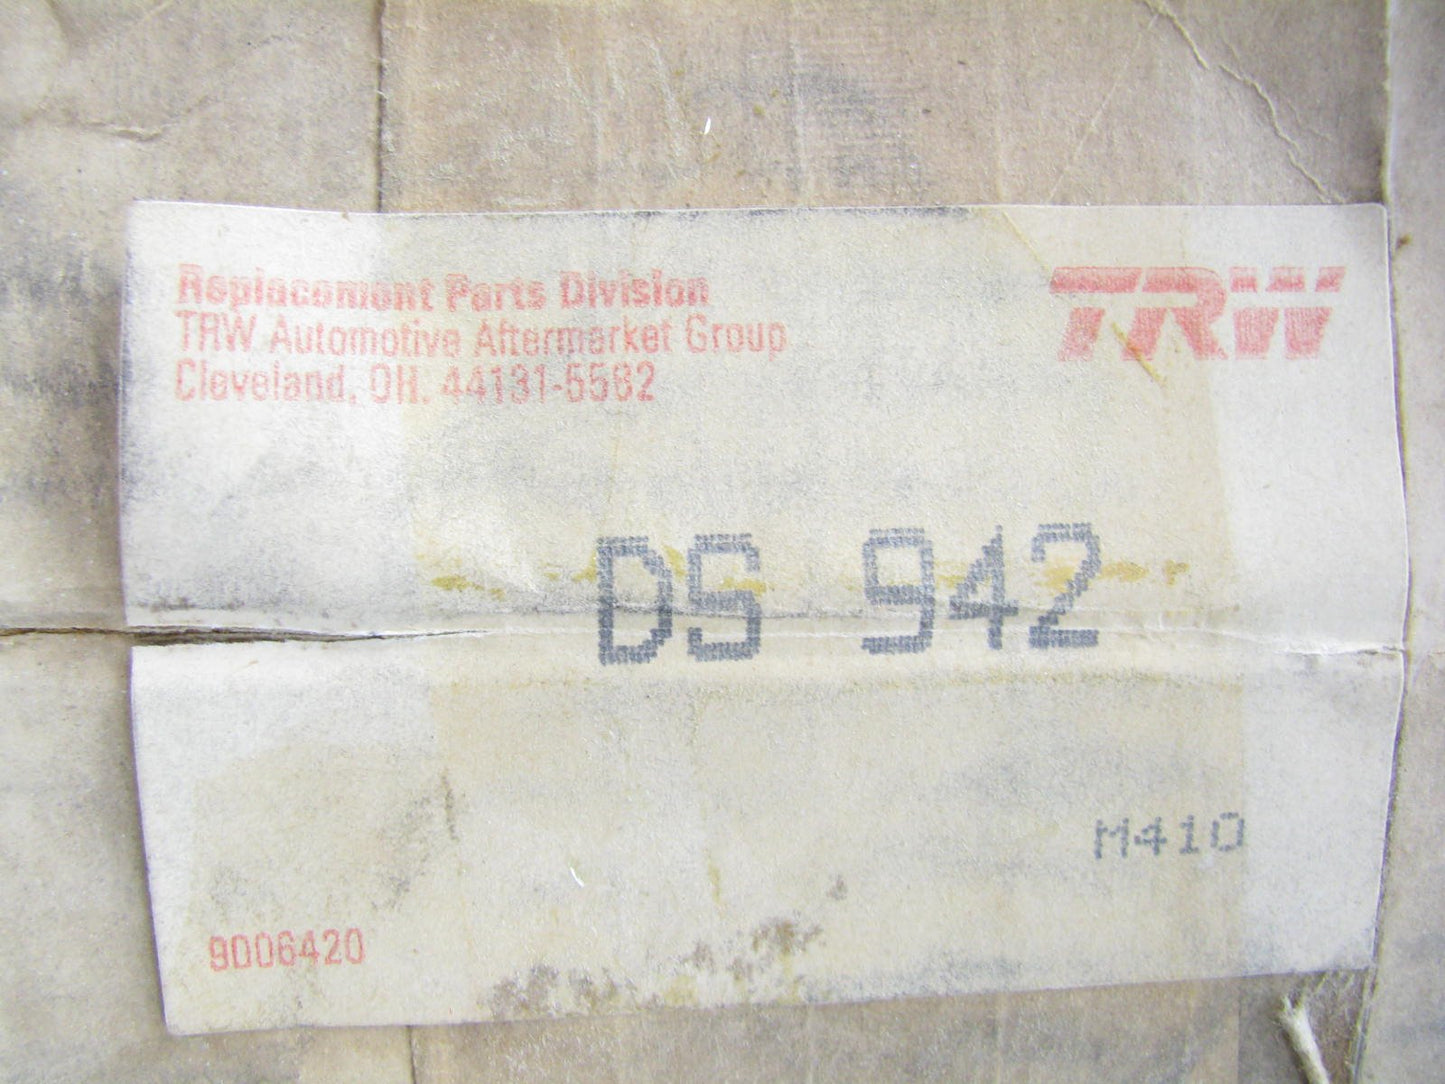 Replacement Parts Division
TRW Automotive Aftermarket Group
Cleveland, OH. 44131-5582
TRW
DS 942
M410
9006420